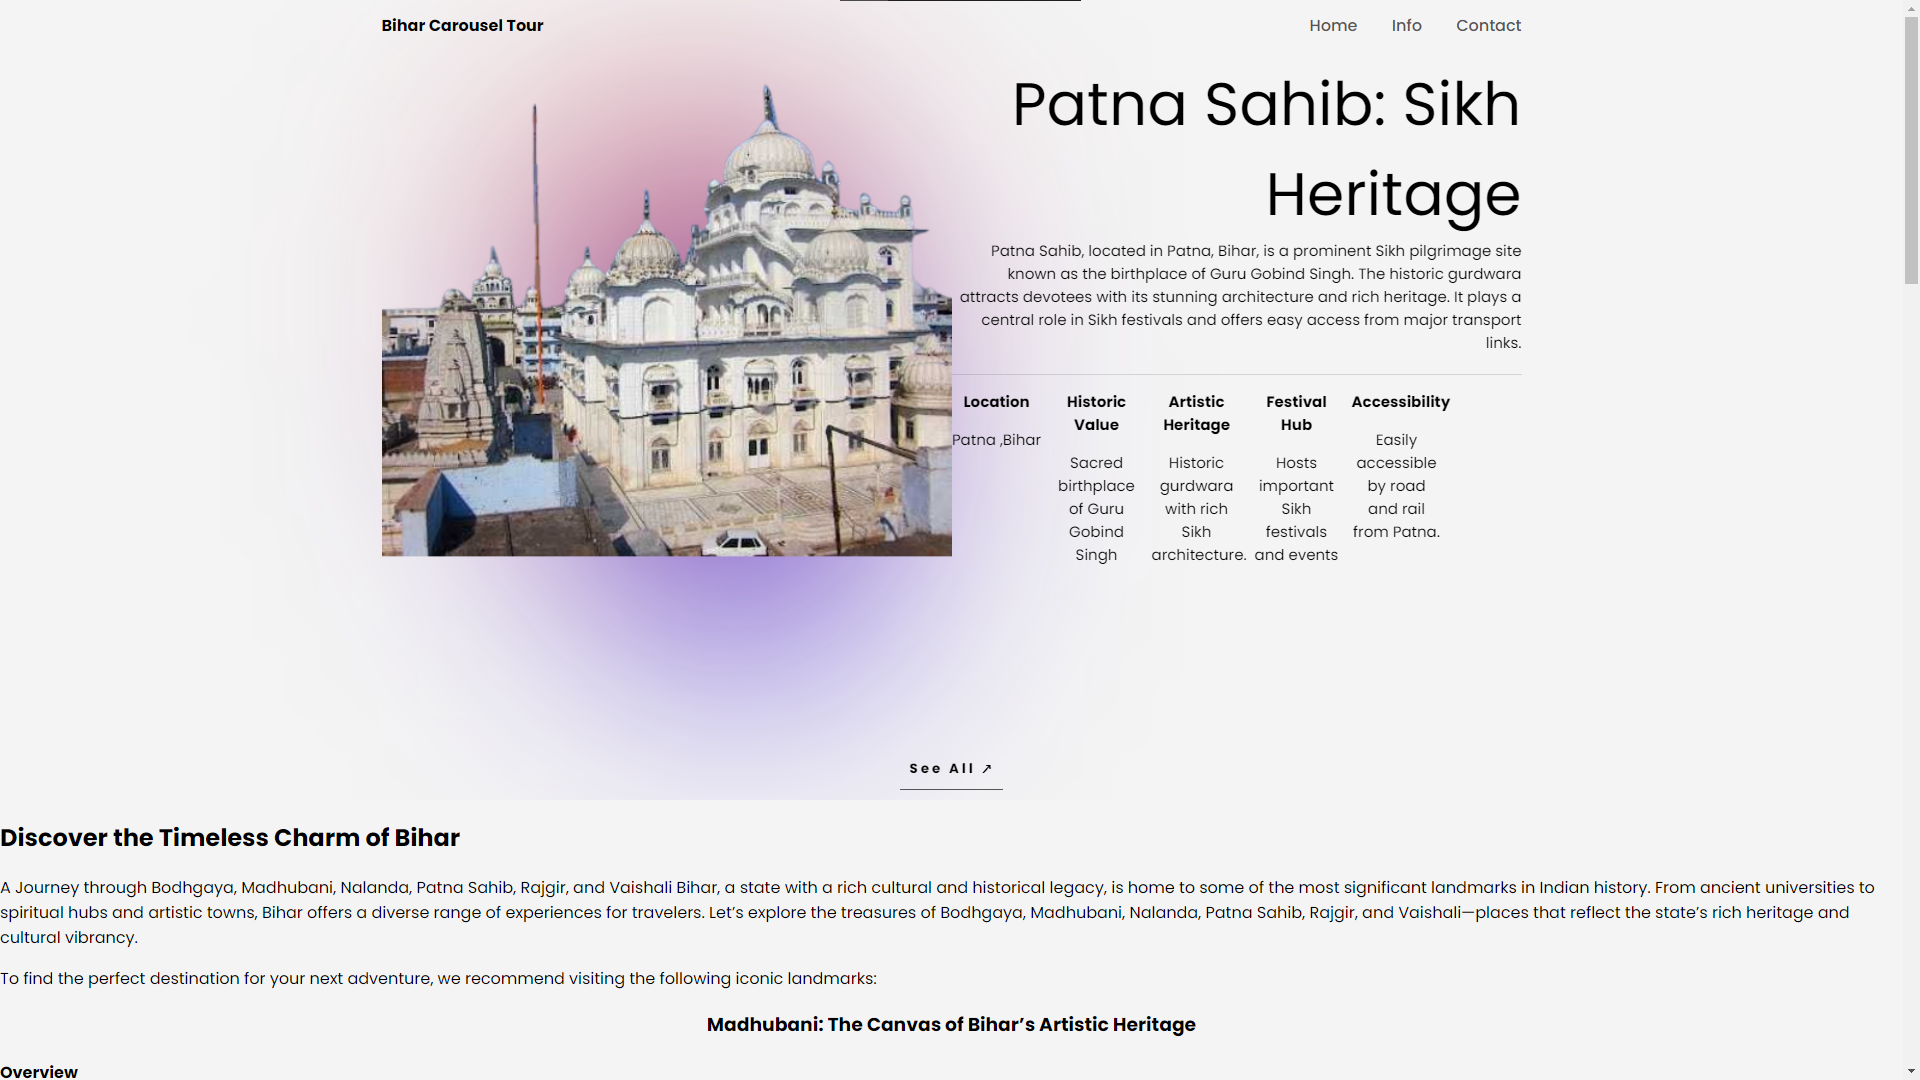 Bihar Carousel Tour
Home Info Contact
Patna Sahib: Sikh
Heritage
Patna Sahib, located in Patna, Bihar, is a prominent Sikh pilgrimage site
known as the birthplace of Guru Gobind Singh. The historic gurdwara
attracts devotees with its stunning architecture and rich heritage. It plays a
central role in Sikh festivals and offers easy access from major transport
links.
Location
Patna ,Bihar
Historic
Value
Sacred
birthplace
of Guru
Gobind
Singh
Artistic
Heritage
Historic
gurdwara
with rich
Sikh
architecture.
Festival
Hub
Hosts
important
Sikh
festivals
and events
Accessibility
Easily
accessible
by road
and rail
from Patna.
See All ↗
Discover the Timeless Charm of Bihar
A Journey through Bodhgaya, Madhubani, Nalanda, Patna Sahib, Rajgir, and Vaishali Bihar, a state with a rich cultural and historical legacy, is home to some of the most significant landmarks in Indian history. From ancient universities to
spiritual hubs and artistic towns, Bihar offers a diverse range of experiences for travelers. Let’s explore the treasures of Bodhgaya, Madhubani, Nalanda, Patna Sahib, Rajgir, and Vaishali—places that reflect the state’s rich heritage and
cultural vibrancy.
To find the perfect destination for your next adventure, we recommend visiting the following iconic landmarks:
Madhubani: The Canvas of Bihar’s Artistic Heritage
Overview